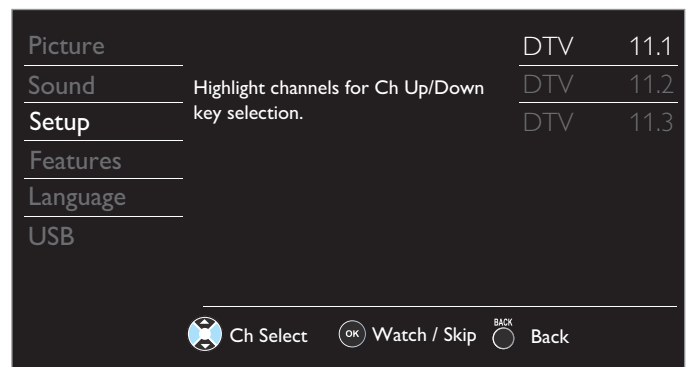 Picture
Sound
Setup
Features
Language
USB
Highlight channels for Ch Up/Down
key selection.
DTV 11.1
DTV 11.2
DTV 11.3
Ch Select
OK Watch / Skip
BACK
Back